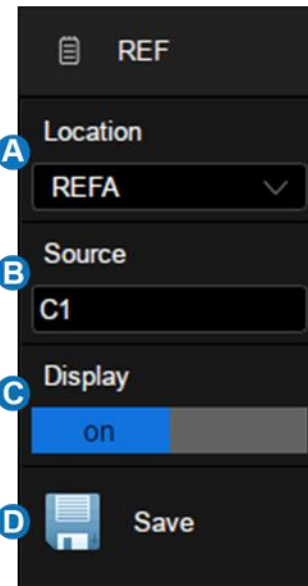 REF
A
Location
REFA
B
Source
C1
C
Display
on
D
Save